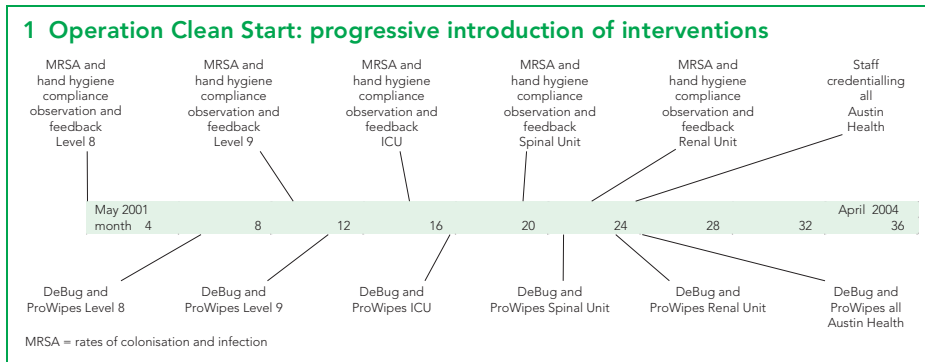 1 Operation Clean Start: progressive introduction of interventions
MRSA and
hand hygiene
compliance
observation and
feedback
Level 8
MRSA and
hand hygiene
compliance
observation and
feedback
Level 9
MRSA and
hand hygiene
compliance
observation and
feedback
ICU
MRSA and
hand hygiene
compliance
observation and
feedback
Spinal Unit
MRSA and
hand hygiene
compliance
observation and
feedback
Renal Unit
Staff
credentialling
all
Austin
Health
May 2001
April 2004
month 4 8 12 16 20 24 28 32 36
DeBug and
ProWipes Level 8
DeBug and
ProWipes Level 9
DeBug and
ProWipes ICU
DeBug and
ProWipes Spinal Unit
DeBug and
ProWipes Renal Unit
DeBug and
ProWipes all
Austin Health
MRSA = rates of colonisation and infection